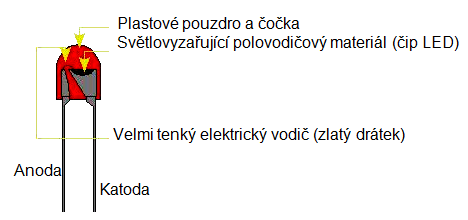 Plastové pouzdro a čočka
Světlovyzařující polovodičový materiál (čip LED)
Velmi tenký elektrický vodič (zlatý drátek)
Anoda
Katoda